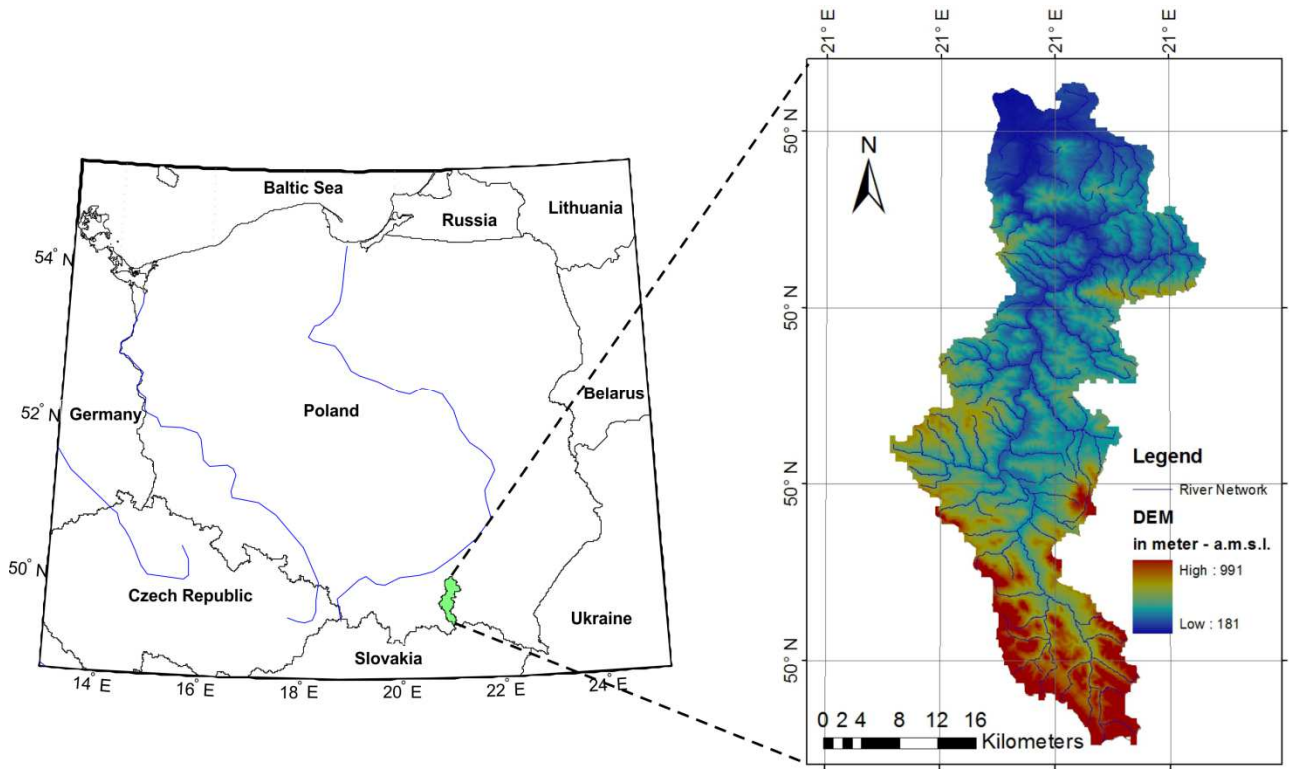 Baltic Sea
Russia
Lithuania
54° N
Belarus
52° N
Germany
Poland
50° N
Czech Republic
Ukraine
Slovakia
14° E
16° E
18° E
20° E
22° E
24° E
21° E
21° E
21° E
21° E
50° N
50° N
50° N
50° N
N
Legend
River Network
DEM
in meter - a.m.s.l.
High : 991
Low : 181
0 2 4 8 12 16
Kilometers